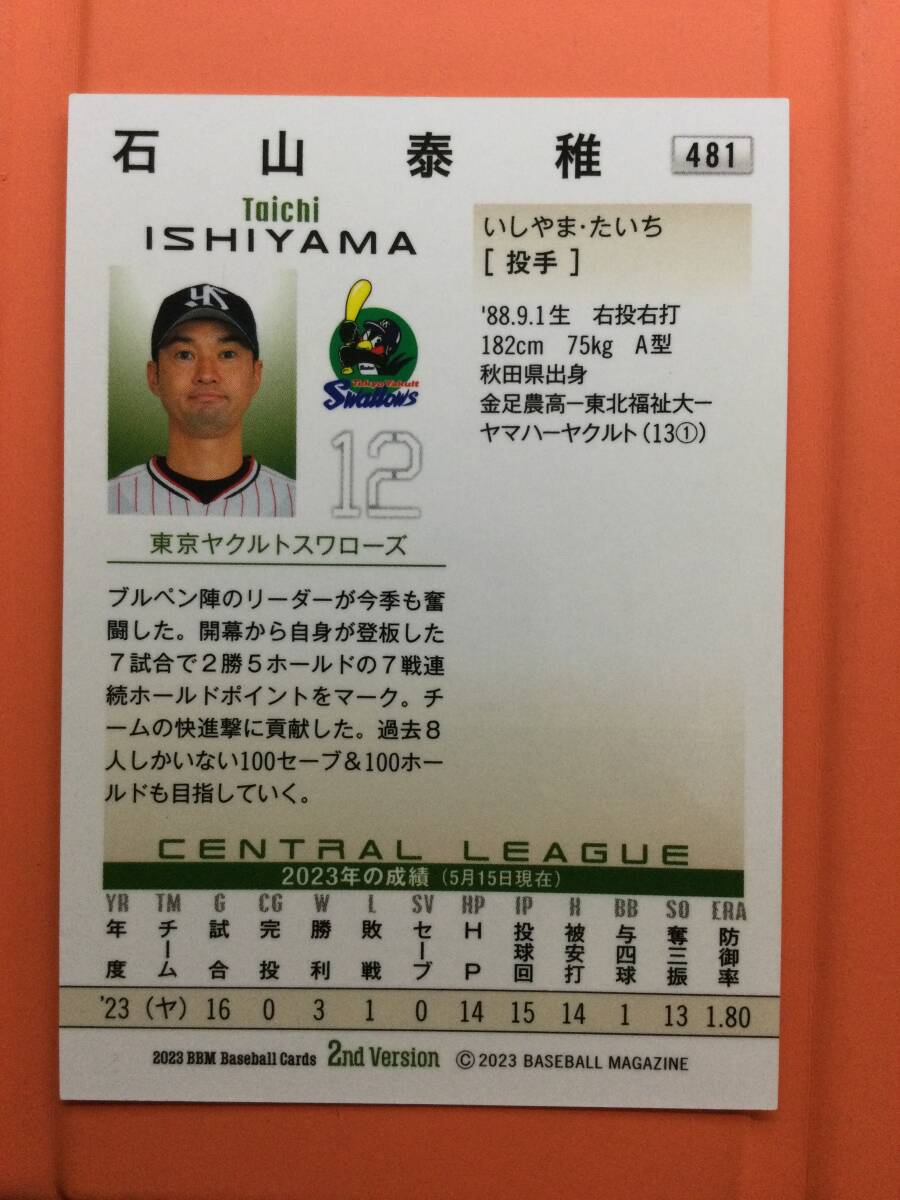 石山泰稚 481
Taichi
ISHIYAMA
いしやま・たいち
[ 投手 ]
'88.9.1生 右投右打
182cm 75kg A型
秋田県出身
金足農高ー東北福祉大ー
ヤマハーヤクルト(13①)
Tokyo Yakult
Swallows
12
東京ヤクルトスワローズ
ブルペン陣のリーダーが今季も奮
闘した。開幕から自身が登板した
7試合で2勝5ホールドの7戦連
続ホールドポイントをマーク。チ
ームの快進撃に貢献した。過去8
人しかいない100セーブ&100ホー
ルドも目指していく。
CENTRAL LEAGUE
2023年の成績(5月15日現在)
YR TM G CG W L SV HP IP H BB SO ERA
年度 チーム 試合 完投 勝利 敗戦 セーブ HP 投球回 被安打 与四球 奪三振 防御率
'23 (ヤ) 16 0 3 1 0 14 15 14 1 13 1.80
2023 BBM Baseball Cards 2nd Version ©2023 BASEBALL MAGAZINE